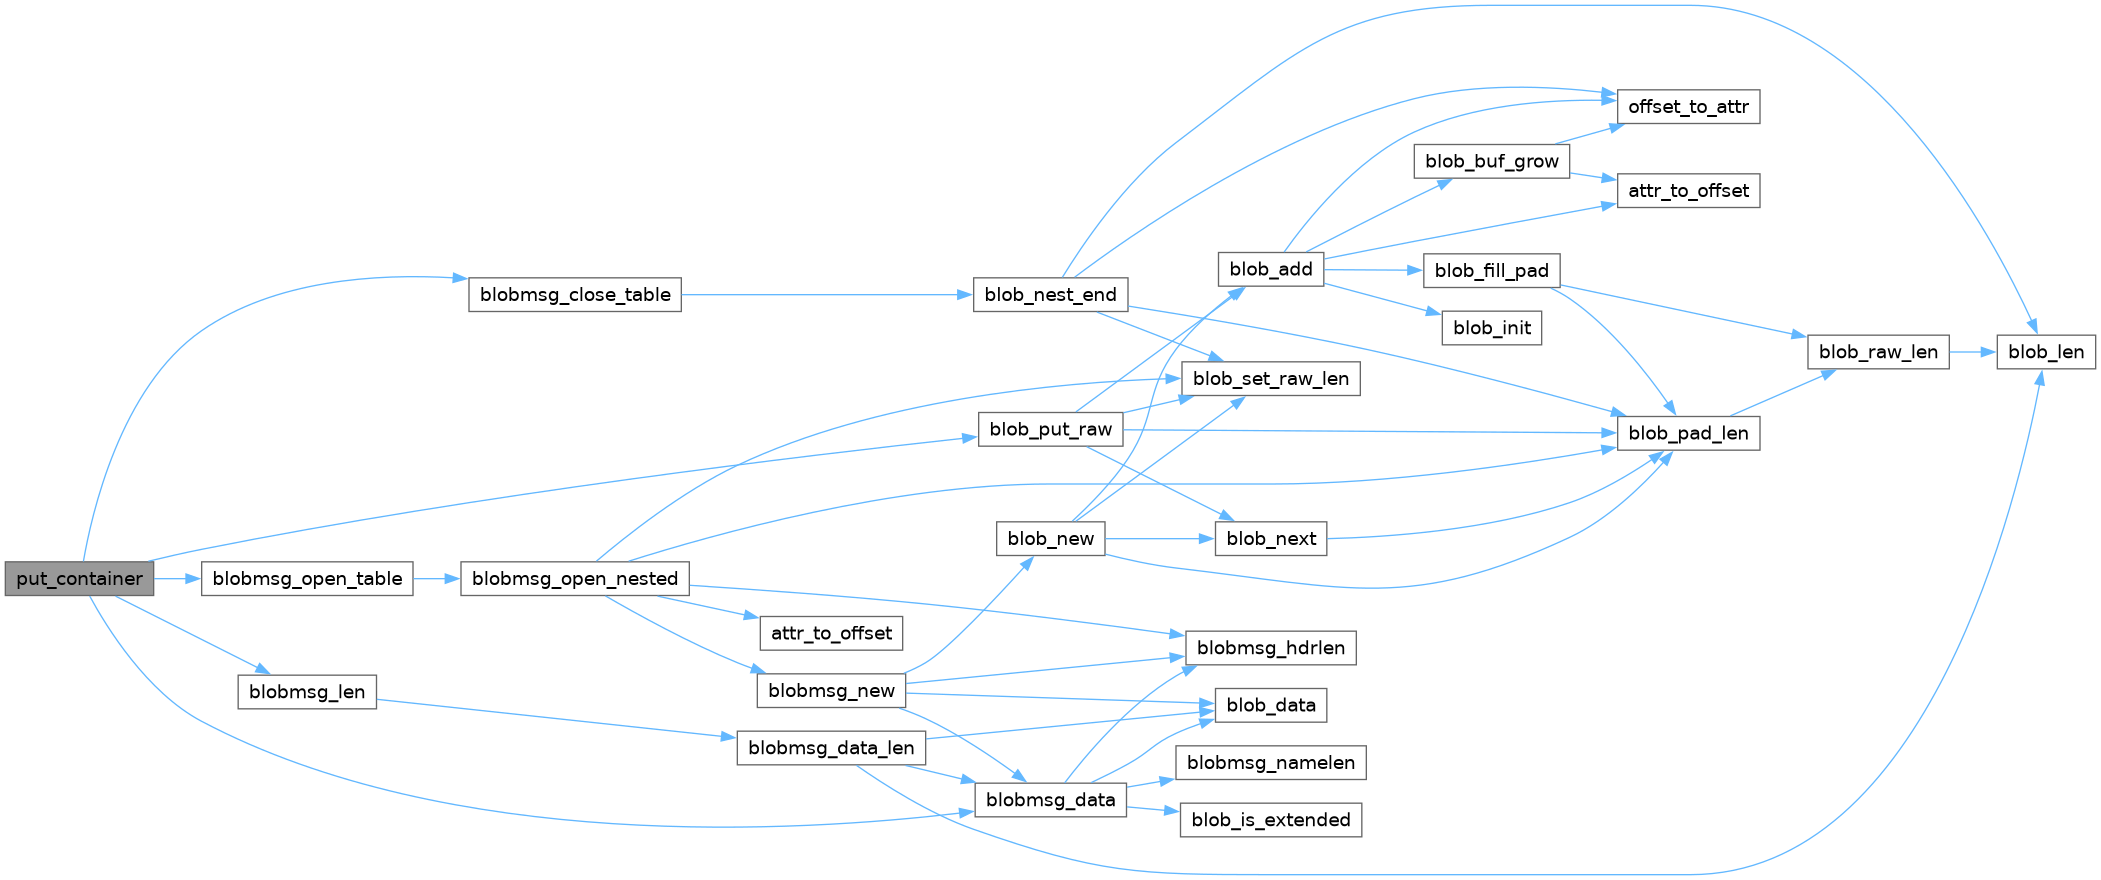 offset_to_attr
blob_buf_grow
attr_to_offset
blob_add
blob_fill_pad
blobmsg_close_table
blob_nest_end
blob_init
blob_raw_len
blob_len
blob_set_raw_len
blob_put_raw
blob_pad_len
blob_new
blob_next
put_container
blobmsg_open_table
blobmsg_open_nested
attr_to_offset
blobmsg_hdrlen
blobmsg_len
blobmsg_new
blob_data
blobmsg_data_len
blobmsg_namelen
blobmsg_data
blob_is_extended